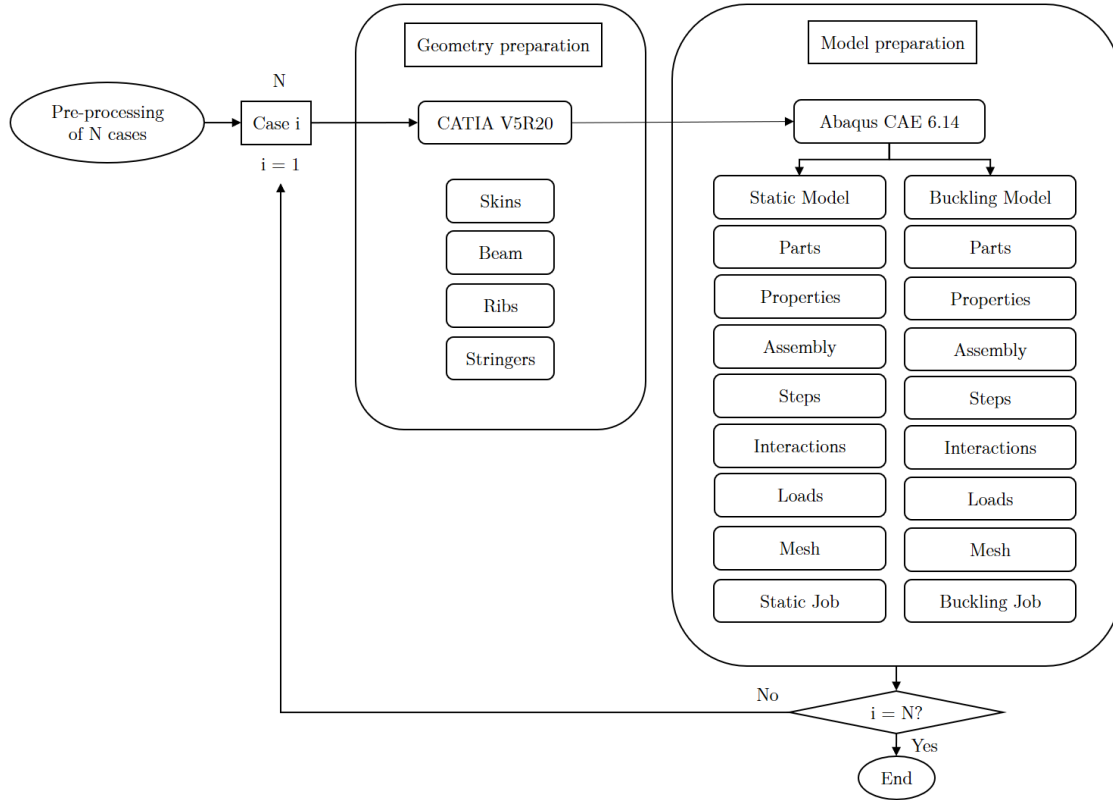 Geometry preparation
Model preparation
N
Pre-processing
of N cases
Case i
i = 1
CATIA V5R20
Skins
Beam
Ribs
Stringers
Abaqus CAE 6.14
Static Model
Parts
Properties
Assembly
Steps
Interactions
Loads
Mesh
Static Job
Buckling Model
Parts
Properties
Assembly
Steps
Interactions
Loads
Mesh
Buckling Job
No
i = N?
Yes
End